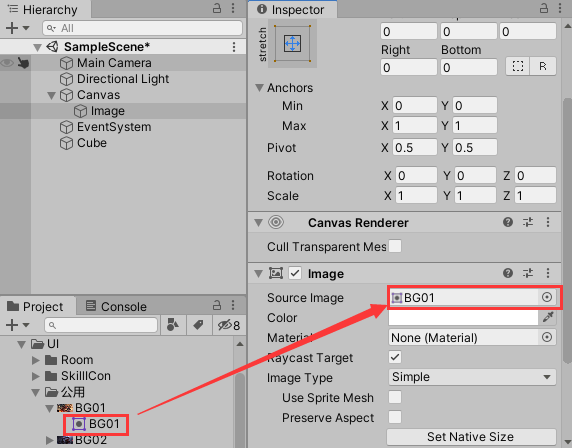 Hierarchy
All
SampleScene*
Main Camera
Directional Light
Canvas
Image
EventSystem
Cube
Project
Console
8
UI
Room
SkillICon
公用
BG01
BG01
BG02
Inspector
stretch
0
0
0
Right
Bottom
0
0
R
Anchors
Min
X 0
Y 0
Max
X 1
Y 1
Pivot
X 0.5
Y 0.5
Rotation
X 0
Y 0
Z 0
Scale
X 1
Y 1
Z 1
Canvas Renderer
Cull Transparent Mes
Image
Source Image
BG01
Color
Material
None (Material)
Raycast Target
Image Type
Simple
Use Sprite Mesh
Preserve Aspect
Set Native Size